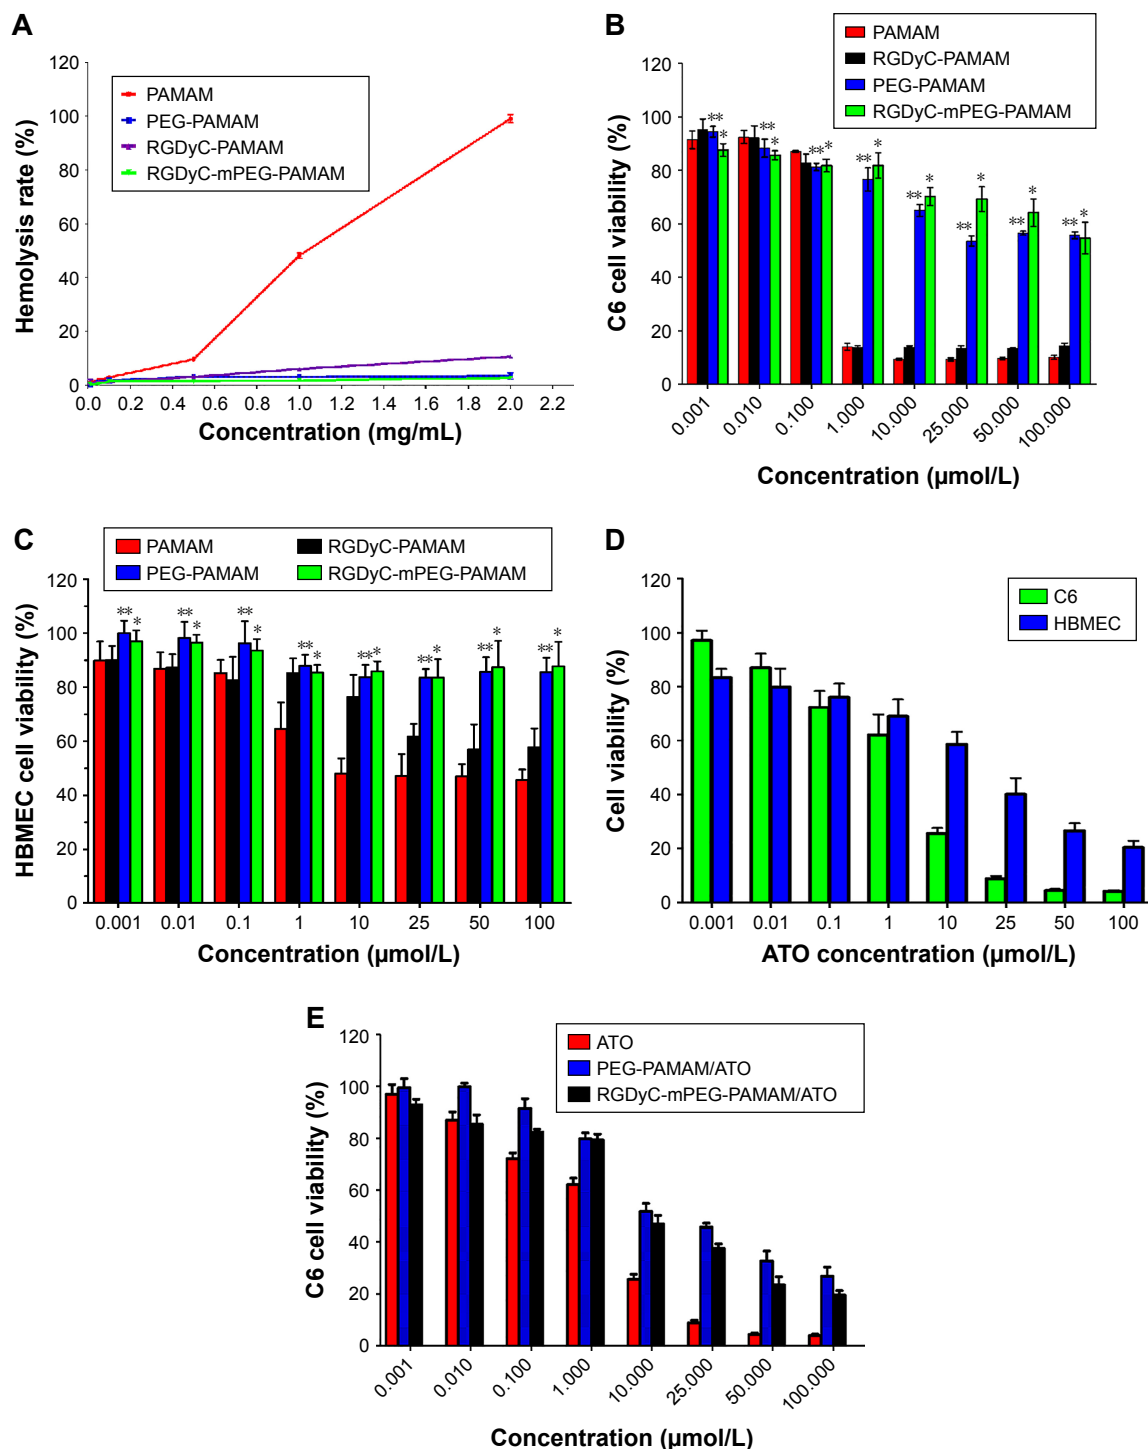 A
Hemolysis rate (%)
120
100
80
60
40
20
0
PAMAM
PEG-PAMAM
RGDyC-PAMAM
RGDyC-mPEG-PAMAM
0.0 0.2 0.4 0.6 0.8 1.0 1.2 1.4 1.6 1.8 2.0 2.2
Concentration (mg/mL)
B
PAMAM
RGDyC-PAMAM
PEG-PAMAM
RGDyC-mPEG-PAMAM
C6 cell viability (%)
120
100
80
60
40
20
0
** ** ** ** ** ** ** **
* * * * * * * *
0.001 0.010 0.100 1.000 10.000 25.000 50.000 100.000
Concentration (µmol/L)
C
PAMAM RGDyC-PAMAM
PEG-PAMAM RGDyC-mPEG-PAMAM
HBMEC cell viability (%)
120
100
80
60
40
20
0
** ** ** ** ** ** ** **
* * * * * * * *
0.001 0.01 0.1 1 10 25 50 100
Concentration (µmol/L)
D
C6
HBMEC
Cell viability (%)
120
100
80
60
40
20
0
0.001 0.01 0.1 1 10 25 50 100
ATO concentration (µmol/L)
E
ATO
PEG-PAMAM/ATO
RGDyC-mPEG-PAMAM/ATO
C6 cell viability (%)
120
100
80
60
40
20
0
0.001 0.010 0.100 1.000 10.000 25.000 50.000 100.000
Concentration (µmol/L)